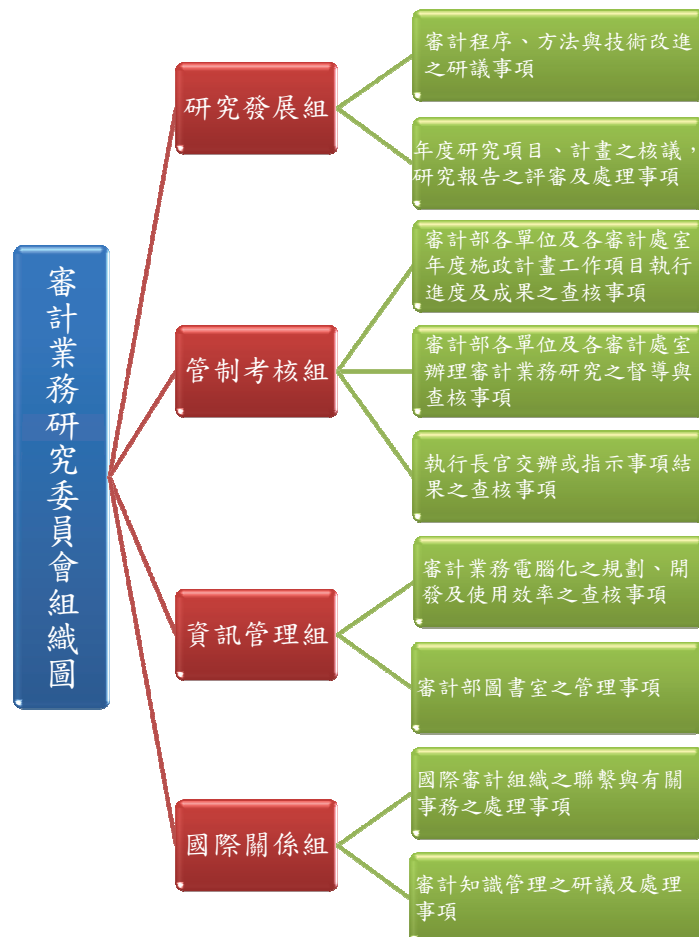 審計業務研究委員會組織圖
研究發展組
審計程序、方法與技術改進
之研議事項
年度研究項目、計畫之核議，
研究報告之評審及處理事項
管制考核組
審計部各單位及各審計處室
年度施政計畫工作項目執行
進度及成果之查核事項
審計部各單位及各審計處室
辦理審計業務研究之督導與
查核事項
執行長官交辦或指示事項結
果之查核事項
資訊管理組
審計業務電腦化之規劃、開
發及使用效率之查核事項
審計部圖書室之管理事項
國際關係組
國際審計組織之聯繫與有關
事務之處理事項
審計知識管理之研議及處理
事項